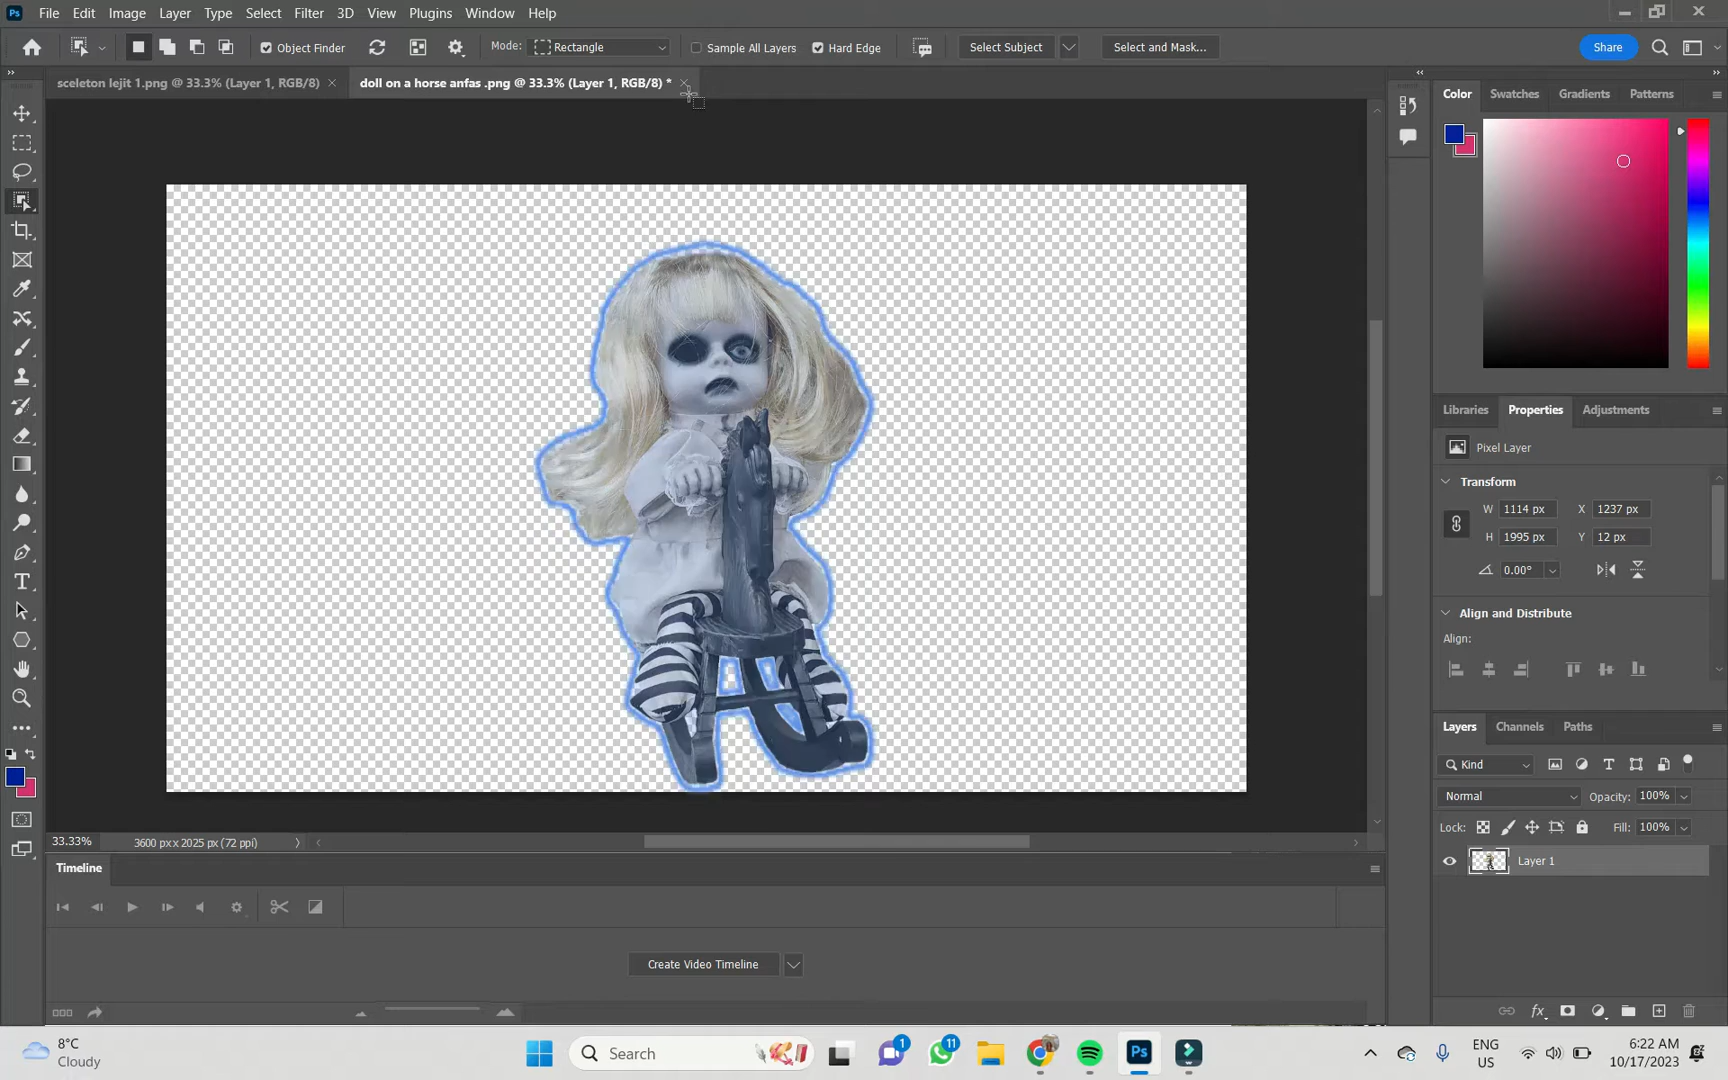 Ps File Edit Image Layer Type Select Filter 3D View Plugins Window Help
Object Finder Mode: Rectangle Sample All Layers Hard Edge Select Subject Select and Mask... Share
sceleton lejit 1.png @ 33.3% (Layer 1, RGB/8) doll on a horse anfas .png @ 33.3% (Layer 1, RGB/8) *
Color Swatches Gradients Patterns
Libraries Properties Adjustments
Pixel Layer
Transform
W 1114 px X 1237 px
H 1995 px Y 12 px
0.00°
Align and Distribute
Align:
Layers Channels Paths
Kind
Normal Opacity: 100%
Lock: Fill: 100%
Layer 1
33.33% 3600 px x 2025 px (72 ppi)
Timeline
Create Video Timeline
fx
8°C
Cloudy
Search
1
11
Ps
ENG
US
6:22 AM
10/17/2023